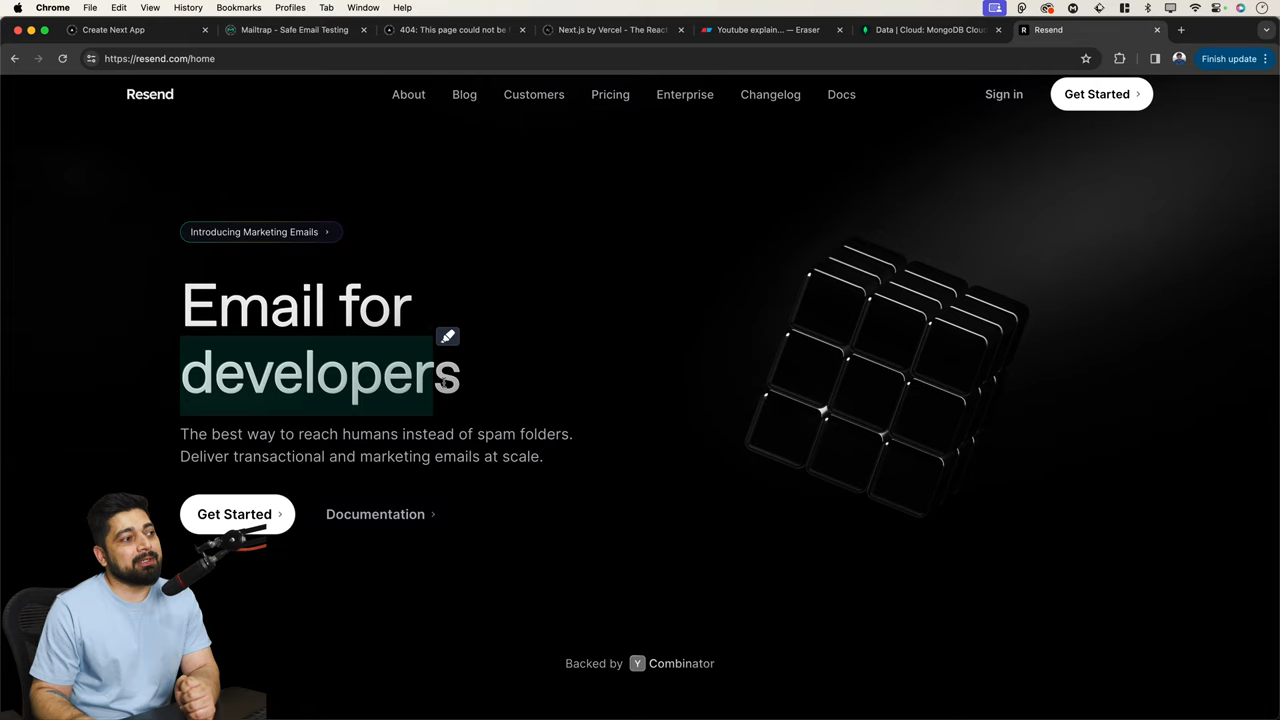 Chrome File Edit View History Bookmarks Profiles Tab Window Help
Create Next App
Mailtrap - Safe Email Testing
404: This page could not be
Next.js by Vercel - The React
Youtube explain... — Eraser
Data | Cloud: MongoDB Cloud
Resend
https://resend.com/home
Finish update
Resend
About Blog Customers Pricing Enterprise Changelog Docs
Sign in Get Started
Introducing Marketing Emails
Email for
developers
The best way to reach humans instead of spam folders.
Deliver transactional and marketing emails at scale.
Get Started Documentation
Backed by Y Combinator